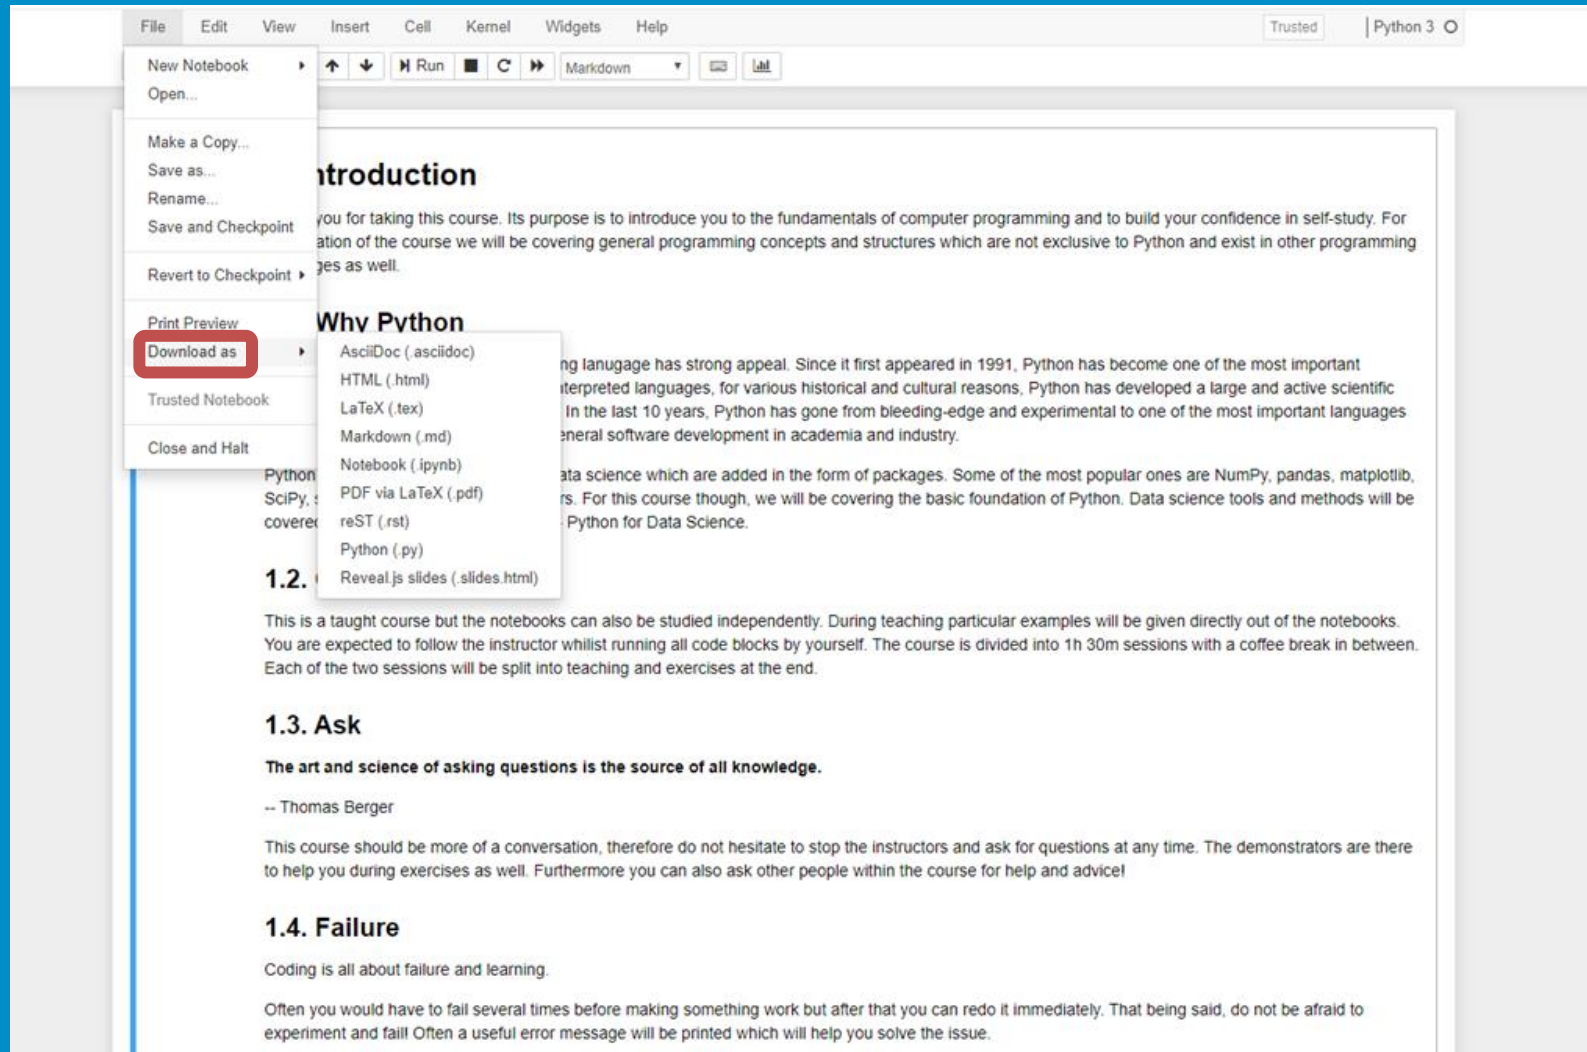 File Edit View Insert Cell Kernel Widgets Help Trusted Python 3
New Notebook
Run Markdown
Open...
Make a Copy...
Save as...
Rename...
Save and Checkpoint
Revert to Checkpoint
Print Preview
Download as
Trusted Notebook
Close and Halt
AsciiDoc (.asciidoc)
HTML (.html)
LaTeX (.tex)
Markdown (.md)
Notebook (.ipynb)
PDF via LaTeX (.pdf)
reST (.rst)
Python (.py)
Reveal.js slides (.slides.html)
ntroduction
you for taking this course. Its purpose is to introduce you to the fundamentals of computer programming and to build your confidence in self-study. For
ation of the course we will be covering general programming concepts and structures which are not exclusive to Python and exist in other programming
ges as well.
Why Python
ng lanugage has strong appeal. Since it first appeared in 1991, Python has become one of the most important
nterpreted languages, for various historical and cultural reasons, Python has developed a large and active scientific
In the last 10 years, Python has gone from bleeding-edge and experimental to one of the most important languages
eneral software development in academia and industry.
Python ata science which are added in the form of packages. Some of the most popular ones are NumPy, pandas, matplotlib,
SciPy, s rs. For this course though, we will be covering the basic foundation of Python. Data science tools and methods will be
covered Python for Data Science.
1.2.
This is a taught course but the notebooks can also be studied independently. During teaching particular examples will be given directly out of the notebooks.
You are expected to follow the instructor whilist running all code blocks by yourself. The course is divided into 1h 30m sessions with a coffee break in between.
Each of the two sessions will be split into teaching and exercises at the end.
1.3. Ask
The art and science of asking questions is the source of all knowledge.
-- Thomas Berger
This course should be more of a conversation, therefore do not hesitate to stop the instructors and ask for questions at any time. The demonstrators are there
to help you during exercises as well. Furthermore you can also ask other people within the course for help and advice!
1.4. Failure
Coding is all about failure and learning.
Often you would have to fail several times before making something work but after that you can redo it immediately. That being said, do not be afraid to
experiment and fail! Often a useful error message will be printed which will help you solve the issue.